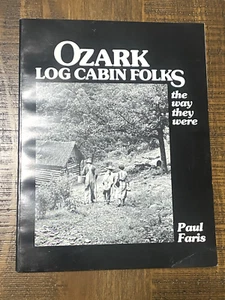 OZARK
LOG CABIN FOLKS
the
way
they
were
Paul
Faris